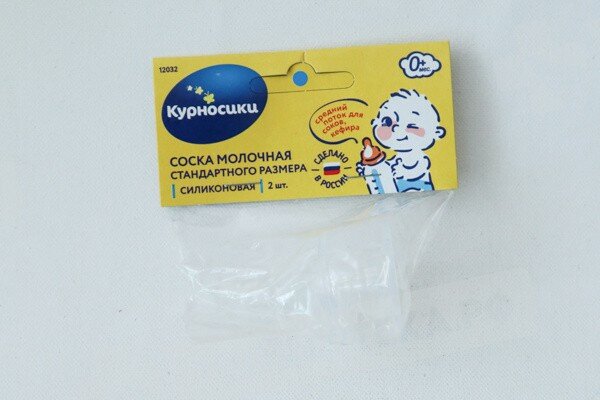 12032
0+
мес.
Курносики
средний
поток для
соков,
кефира
СОСКА МОЛОЧНАЯ
СТАНДАРТНОГО РАЗМЕРА
СИЛИКОНОВАЯ 2 шт.
СДЕЛАНО
В РОССИИ